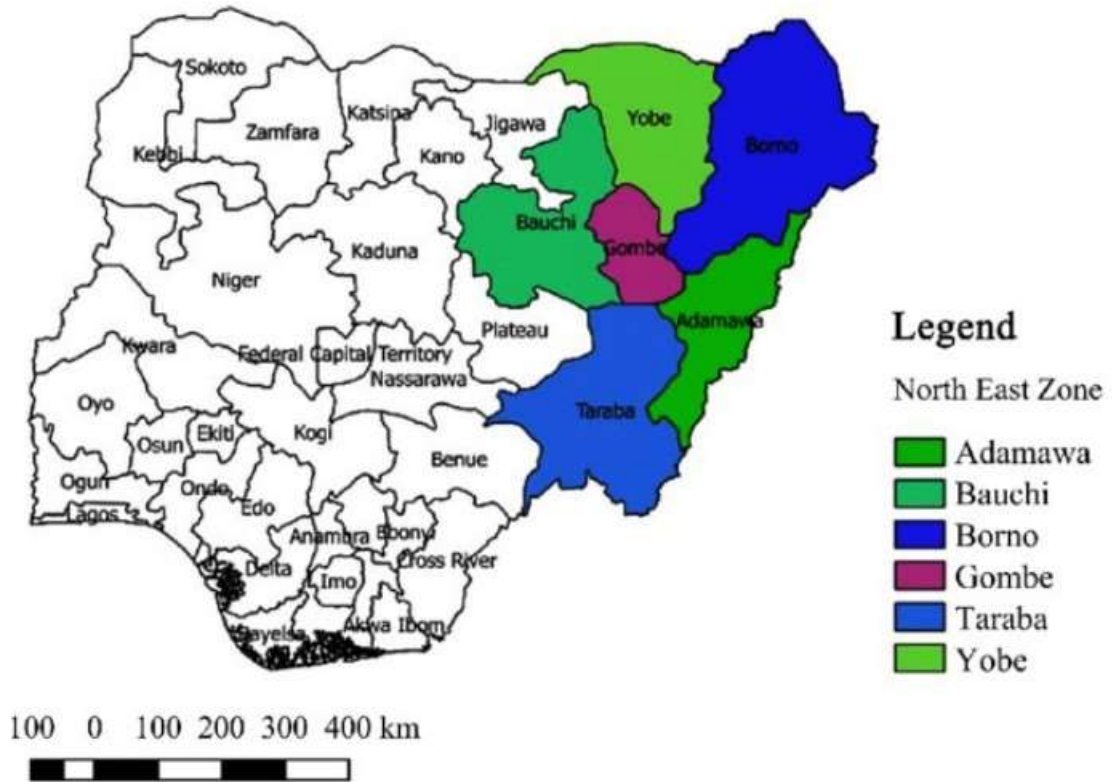 Sokoto
Katsina
Zamfara
Jigawa
Yobe
Kebbi
Kano
Borno
Bauchi
Gombe
Kaduna
Niger
Adamawa
Plateau
Kwara
Federal Capital Territory
Nassarawa
Oyo
Taraba
Ekiti
Kogi
Osun
Benue
Ogun
Ondo
Edo
Lagos
Anambra
Ebonyi
Cross River
Delta
Imo
Bayelsa
Akwa Ibom
Legend
North East Zone
Adamawa
Bauchi
Borno
Gombe
Taraba
Yobe
100 0 100 200 300 400 km